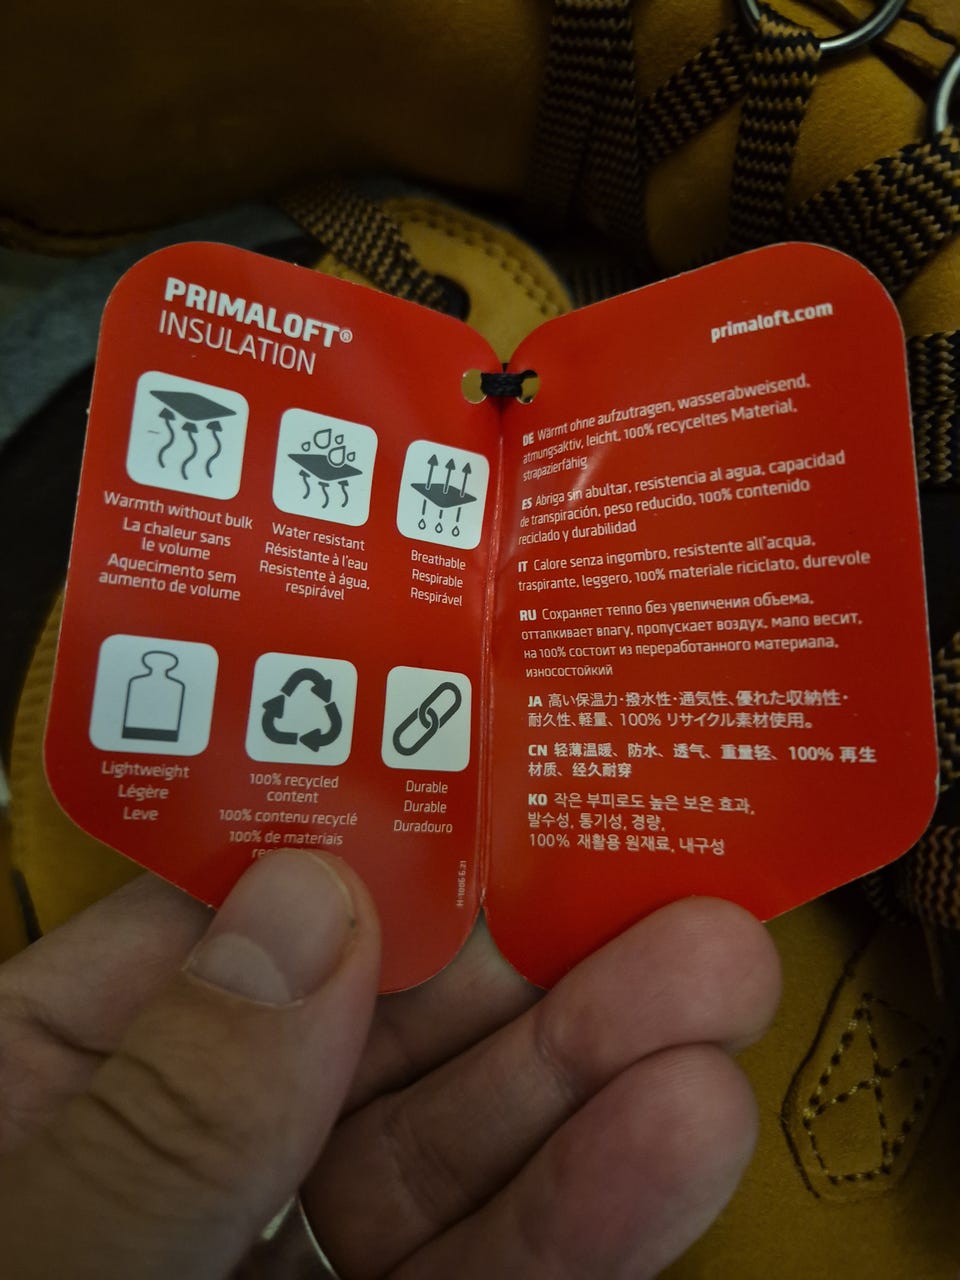 PRIMALOFT®
INSULATION
Warmth without bulk
La chaleur sans
le volume
Aquecimento sem
aumento de volume
Water resistant
Résistante à l'eau
Resistente à água,
respirável
Breathable
Respirable
Respirável
Lightweight
Légère
Leve
100% recycled
content
100% contenu recyclé
100% de materiais
Durable
Durable
Duradouro
H-1006 6.21
primaloft.com
DE Wärmt ohne aufzutragen, wasserabweisend,
atmungsaktiv, leicht, 100% recyceltes Material,
strapazierfähig
ES Abriga sin abultar, resistencia al agua, capacidad
de transpiración, peso reducido, 100% contenido
reciclado y durabilidad
IT Calore senza ingombro, resistente all'acqua,
traspirante, leggero, 100% materiale riciclato, durevole
RU Сохраняет тепло без увеличения объема,
отталкивает влагу, пропускает воздух, мало весит,
на 100% состоит из переработанного материала,
износостойкий
JA 高い保温力・撥水性・通気性、優れた収納性・
耐久性、軽量、100% リサイクル素材使用。
CN 轻薄温暖、防水、透气、重量轻、100% 再生
材质、经久耐穿
KO 작은 부피로도 높은 보온 효과,
발수성, 통기성, 경량,
100% 재활용 원재료, 내구성